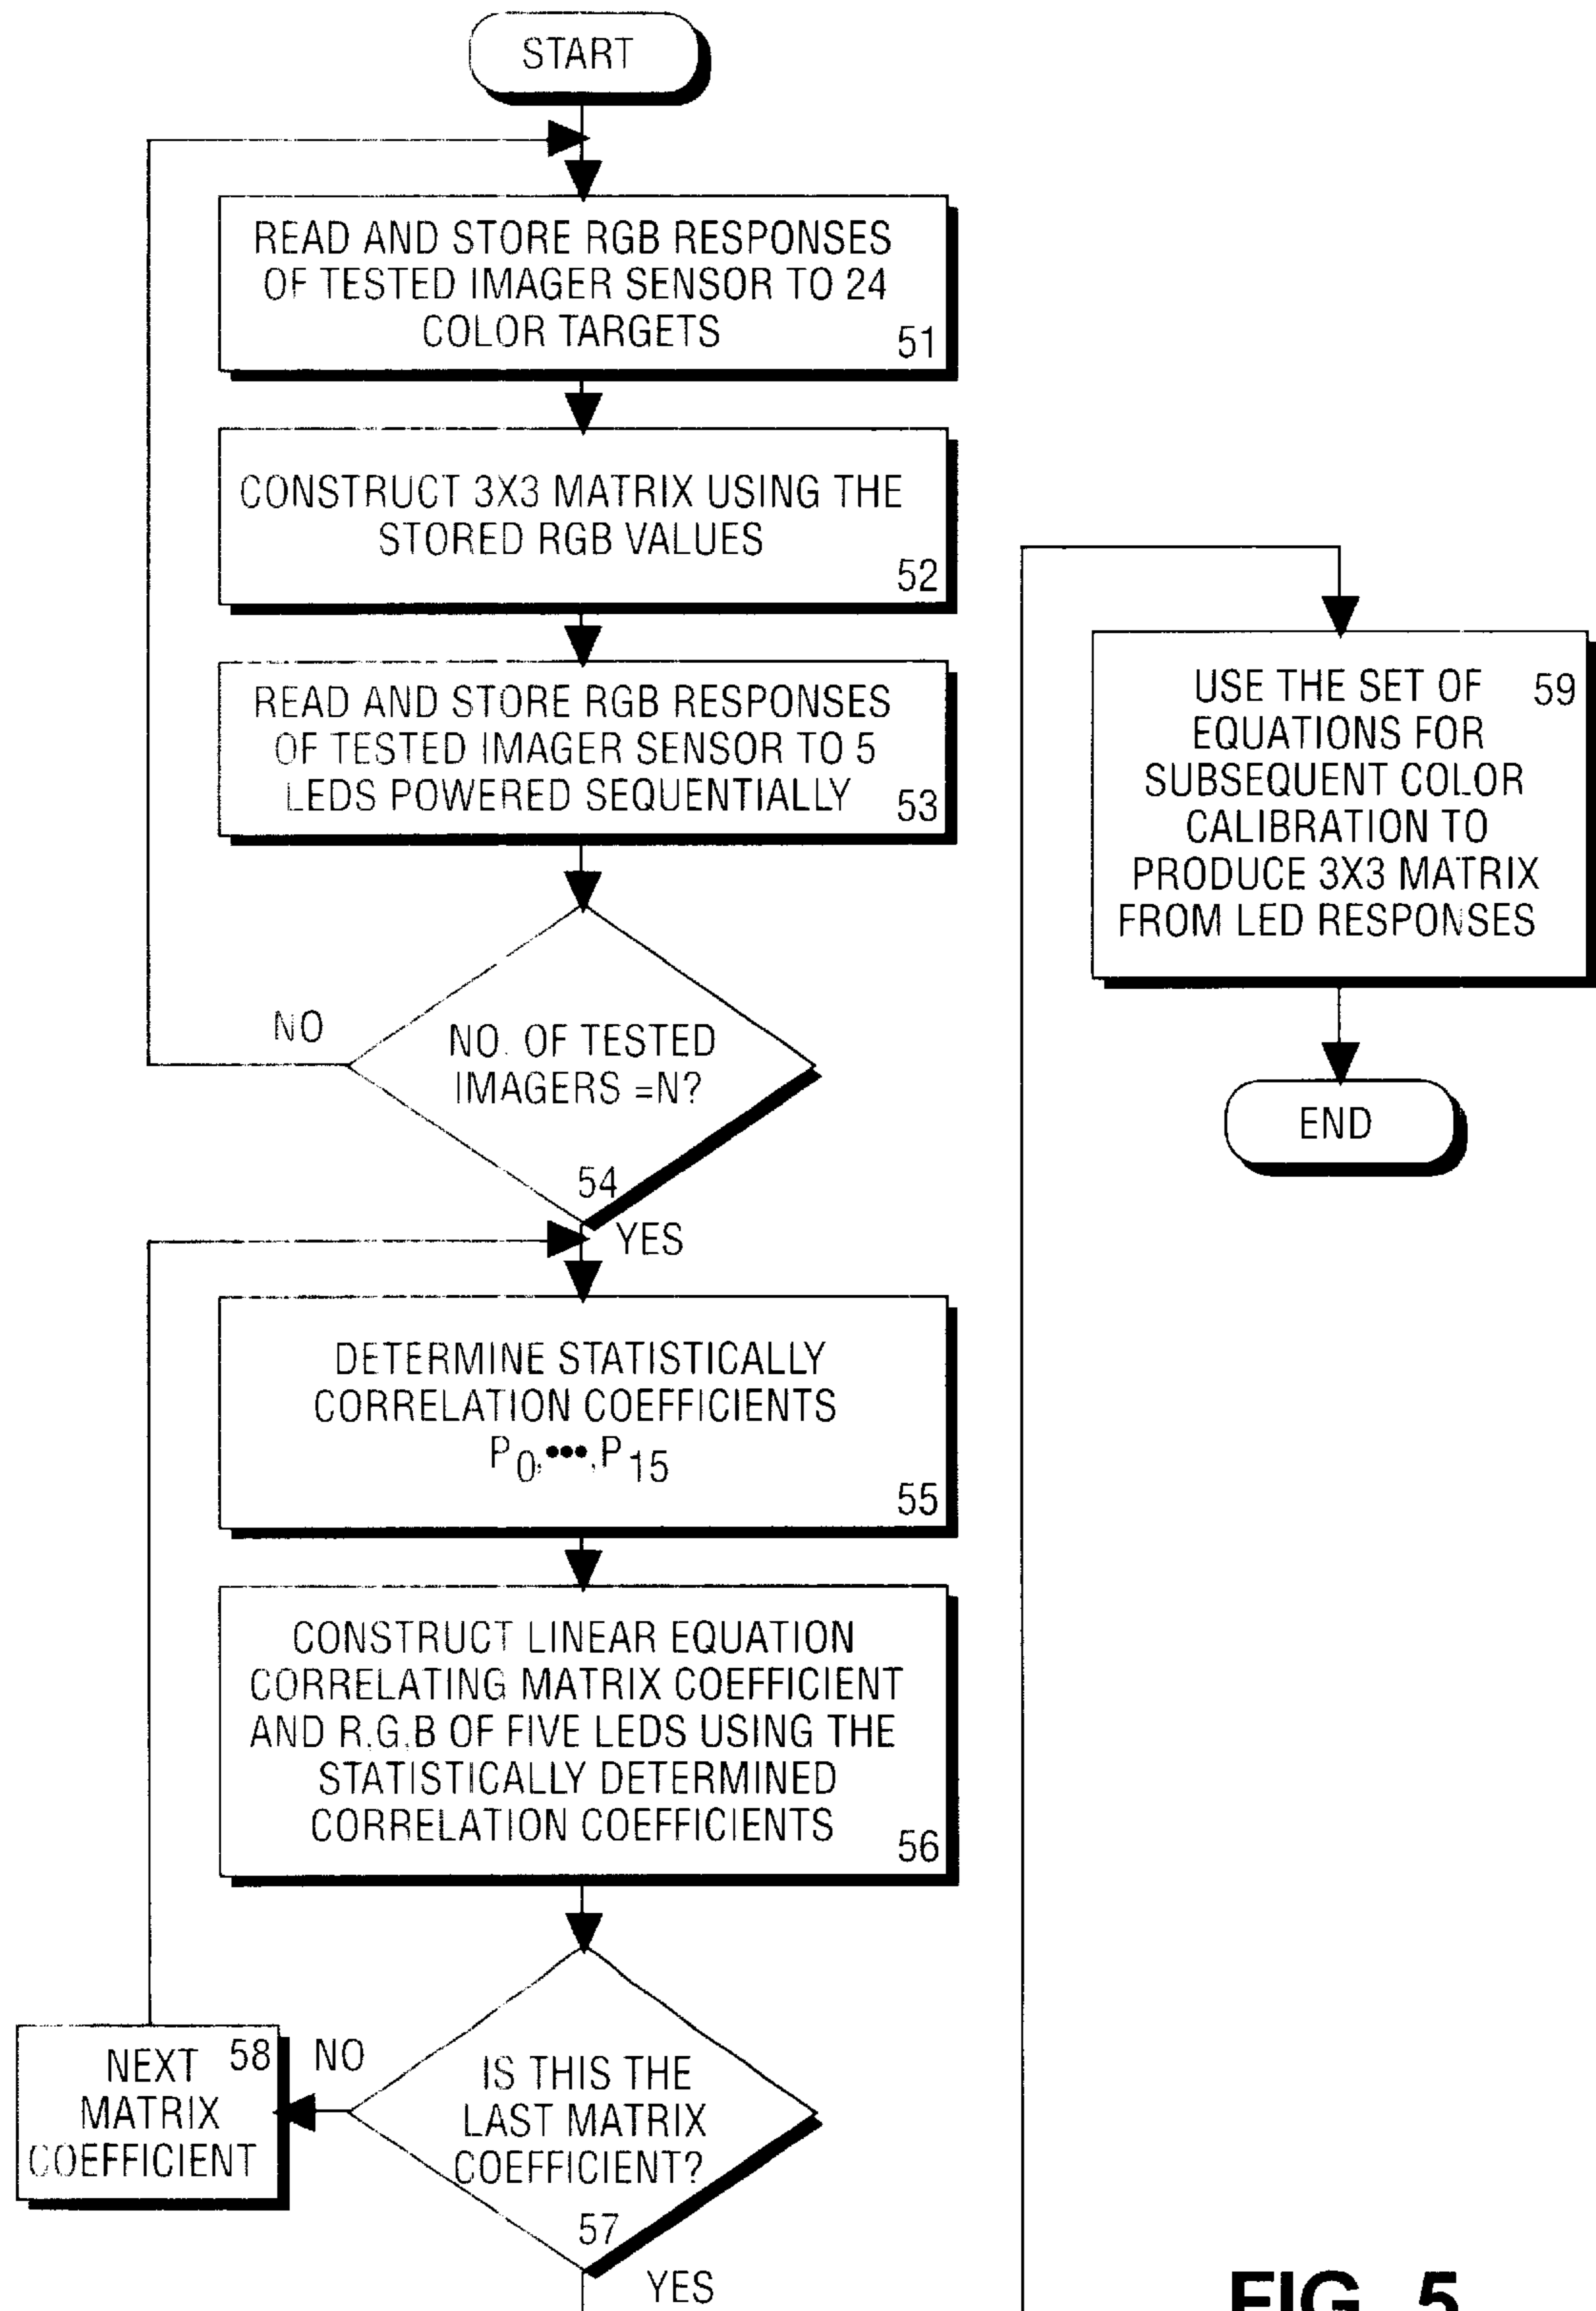 START
READ AND STORE RGB RESPONSES
OF TESTED IMAGER SENSOR TO 24
COLOR TARGETS
51
CONSTRUCT 3X3 MATRIX USING THE
STORED RGB VALUES
52
READ AND STORE RGB RESPONSES
OF TESTED IMAGER SENSOR TO 5
LEDS POWERED SEQUENTIALLY
53
NO
NO. OF TESTED
IMAGERS =N?
54
YES
DETERMINE STATISTICALLY
CORRELATION COEFFICIENTS
P0,•••,P15
55
CONSTRUCT LINEAR EQUATION
CORRELATING MATRIX COEFFICIENT
AND R.G.B OF FIVE LEDS USING THE
STATISTICALLY DETERMINED
CORRELATION COEFFICIENTS
56
IS THIS THE
LAST MATRIX
COEFFICIENT?
57
NO
YES
NEXT
MATRIX
COEFFICIENT
58
USE THE SET OF
EQUATIONS FOR
SUBSEQUENT COLOR
CALIBRATION TO
PRODUCE 3X3 MATRIX
FROM LED RESPONSES
59
END
FIG. 5